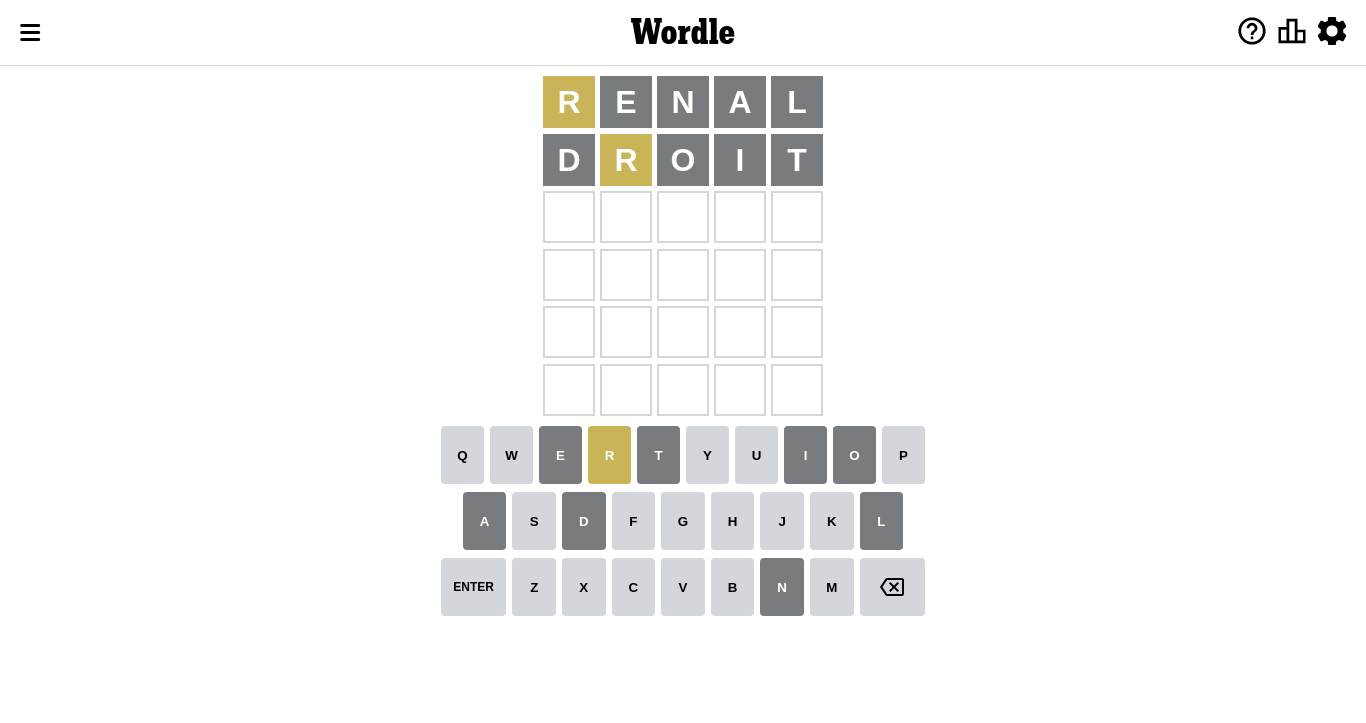 Wordle
R E N A L
D R O I T
Q W E R T Y U I O P
A S D F G H J K L
ENTER Z X C V B N M